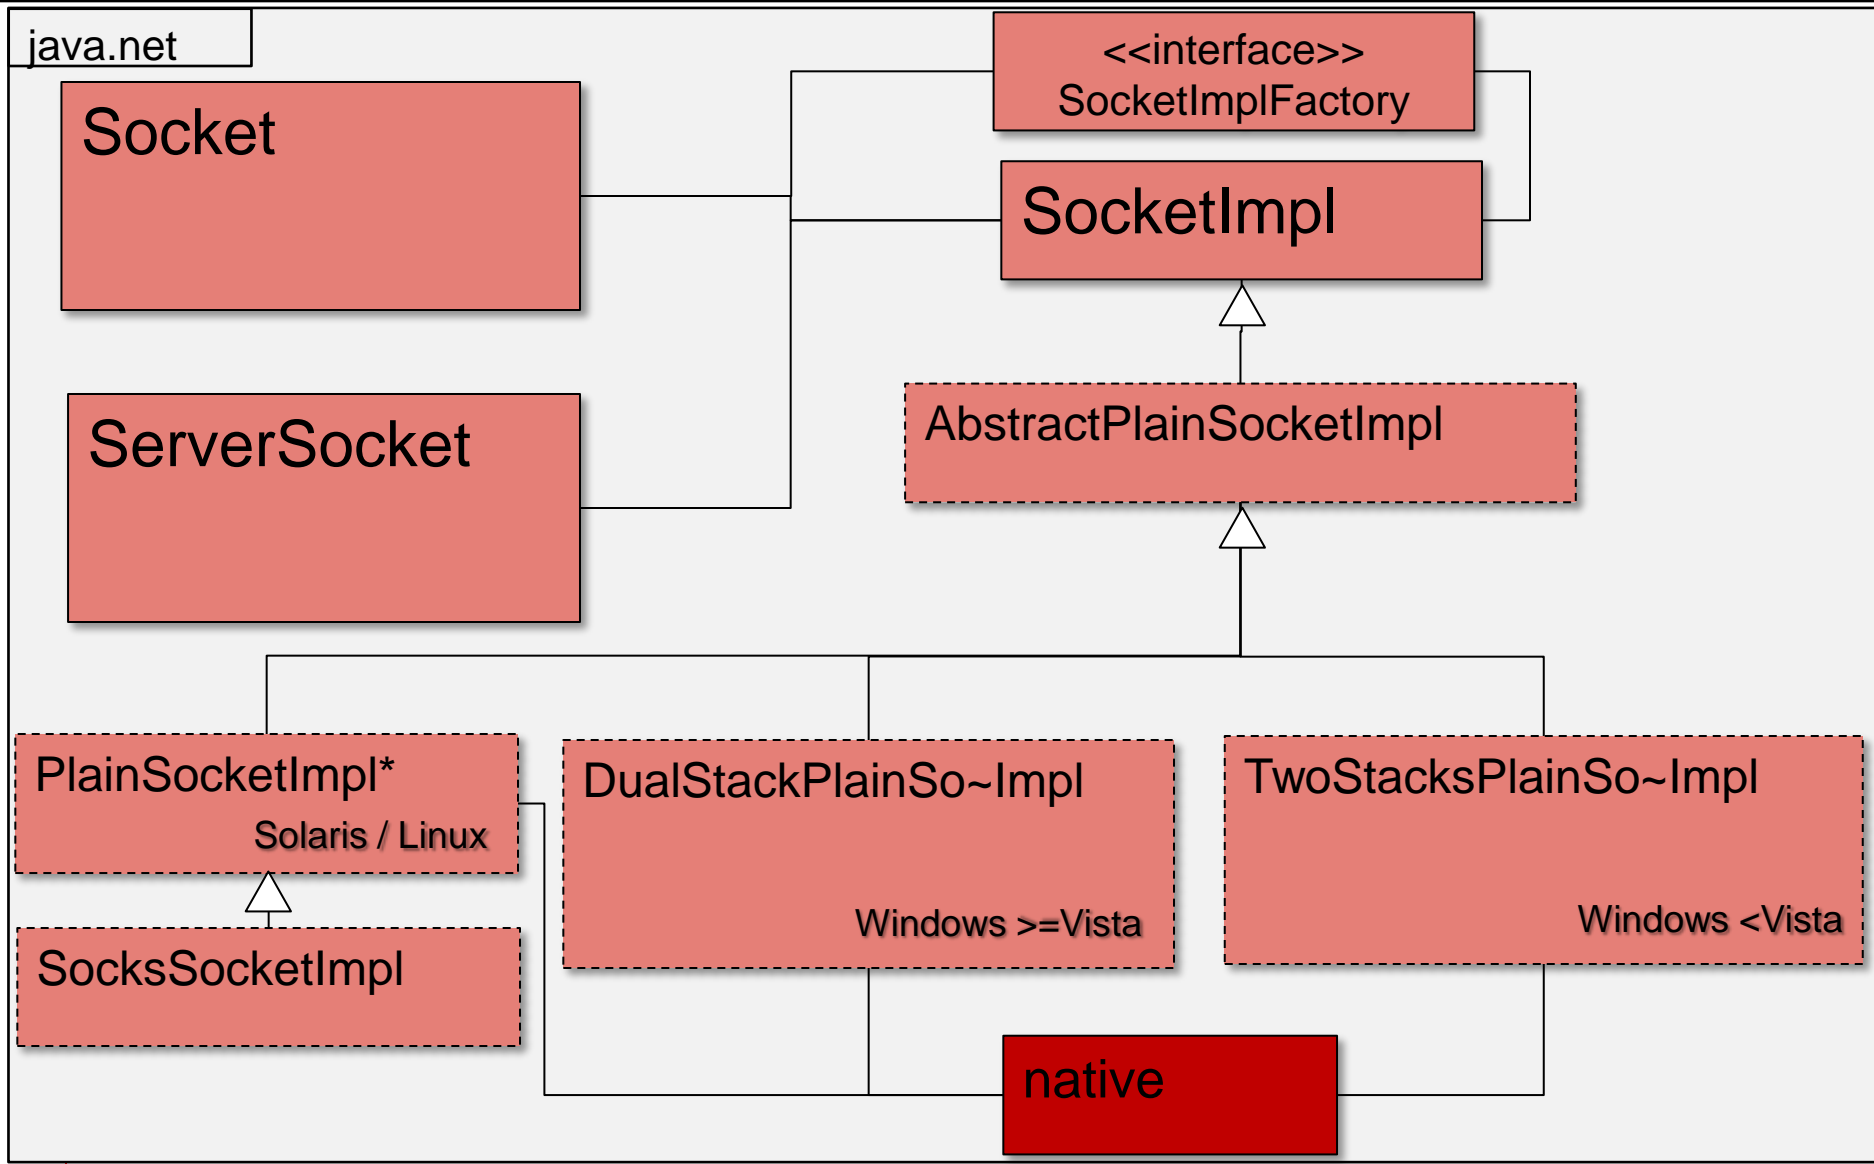 java.net
<<interface>>
SocketImplFactory
Socket
SocketImpl
ServerSocket
AbstractPlainSocketImpl
PlainSocketImpl*
Solaris / Linux
DualStackPlainSo~Impl
Windows >=Vista
TwoStacksPlainSo~Impl
Windows <Vista
SocksSocketImpl
native